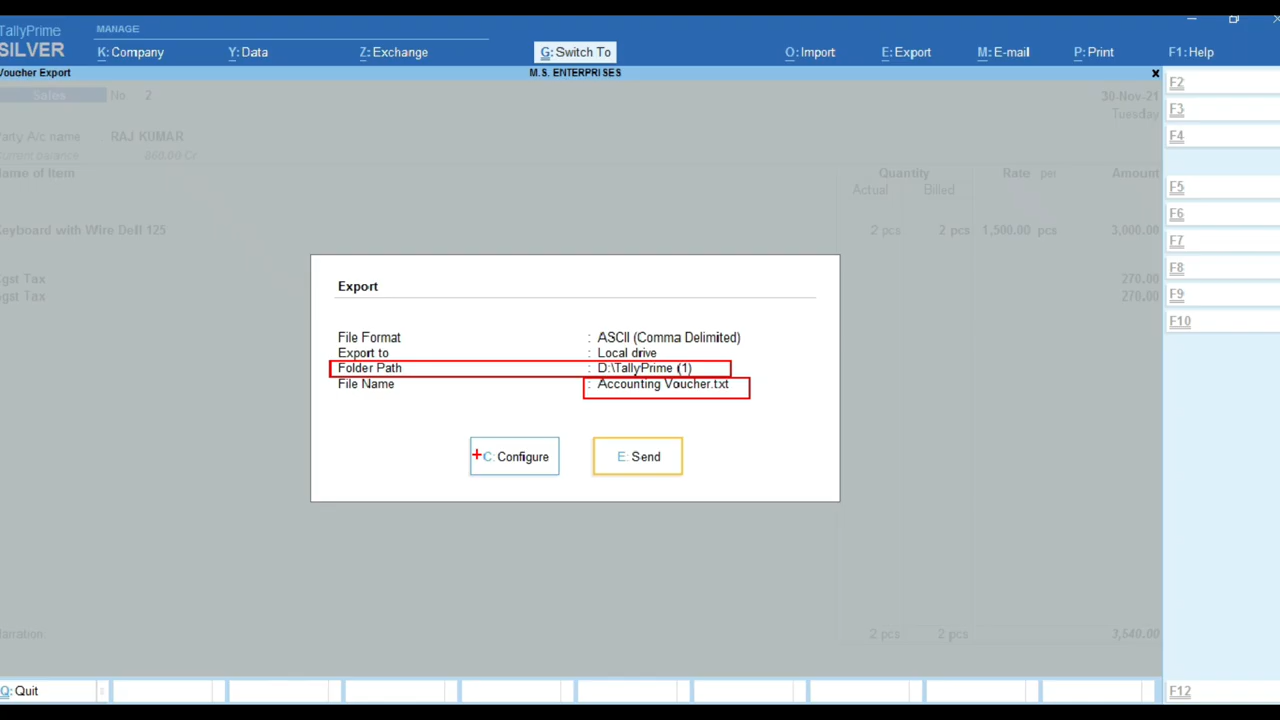 TallyPrime
MANAGE
SILVER
K: Company
Y: Data
Z: Exchange
G: Switch To
O: Import
E: Export
M: E-mail
P: Print
F1: Help
Voucher Export
M.S. ENTERPRISES
x
F2
Sales No 2
30-Nov-21
F3
Tuesday
Party A/c name RAJ KUMAR
F4
Current balance 860.00 Cr
Name of Item Quantity Rate per Amount
Actual Billed
F5
F6
Keyboard with Wire Dell 125 2 pcs 2 pcs 1,500.00 pcs 3,000.00
F7
F8
gst Tax 270.00
gst Tax 270.00
F9
F10
Export
File Format : ASCII (Comma Delimited)
Export to : Local drive
Folder Path : D:\TallyPrime (1)
File Name : Accounting Voucher.txt
C: Configure
E: Send
Narration 2 pcs 2 pcs 3,540.00
Q: Quit
F12